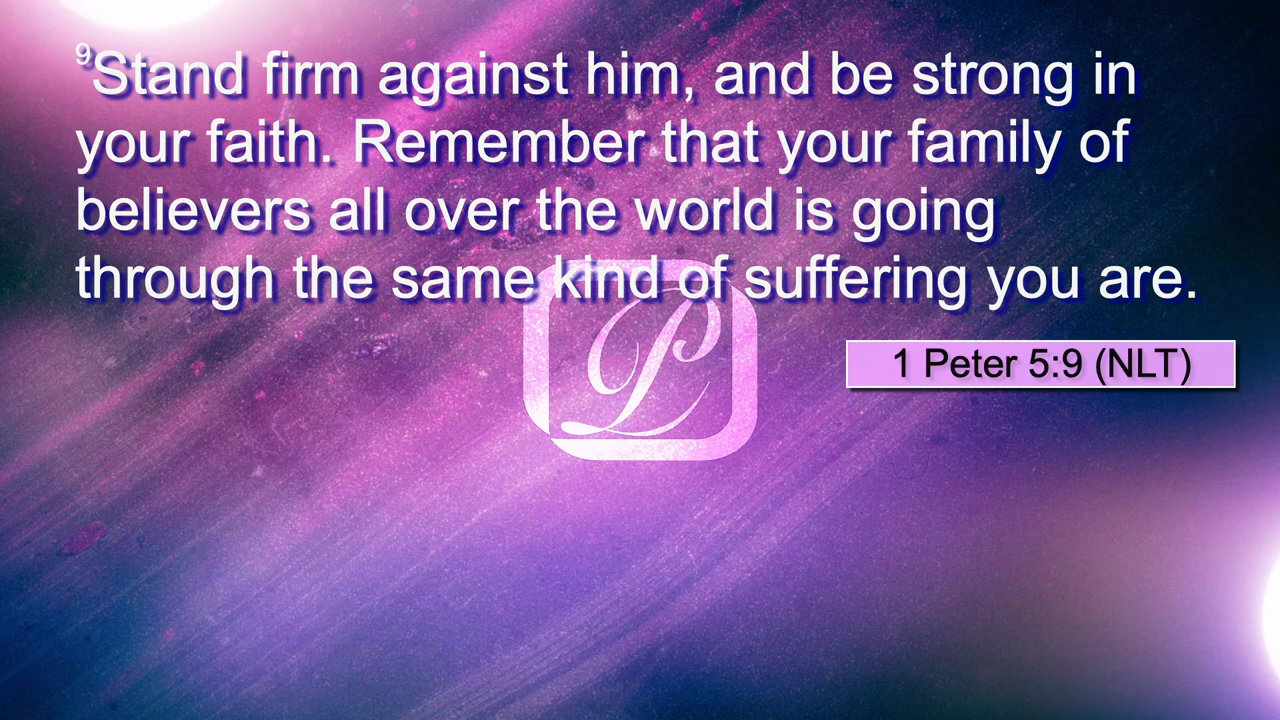 ⁹Stand firm against him, and be strong in
your faith. Remember that your family of
believers all over the world is going
through the same kind of suffering you are.
P
1 Peter 5:9 (NLT)